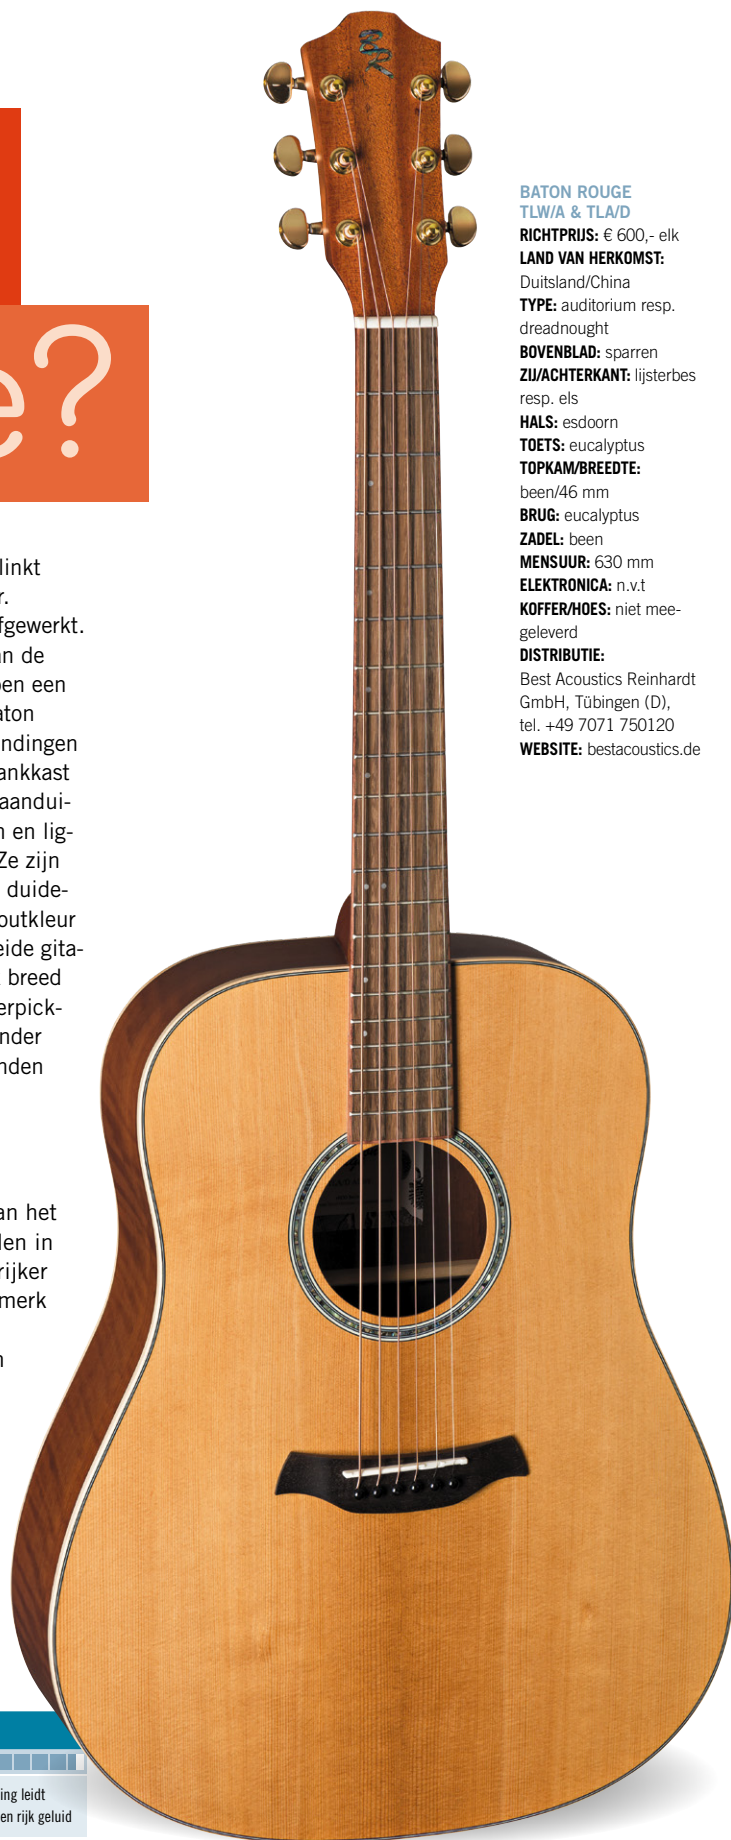 e?
linkt
r.
fgewerkt.
an de
pen een
aton
ndingen
ankkast
aandui-
n en lig-
Ze zijn
duide-
outkleur
eide gita-
breed
erpick-
nder
nden
an het
len in
rijker
merk
n
BR
BATON ROUGE
TLW/A & TLA/D
RICHTPRIJS: € 600,- elk
LAND VAN HERKOMST:
Duitsland/China
TYPE: auditorium resp.
dreadnought
BOVENBLAD: sparren
ZIJ/ACHTERKANT: lijsterbes
resp. els
HALS: esdoorn
TOETS: eucalyptus
TOPKAM/BREEDTE:
been/46 mm
BRUG: eucalyptus
ZADEL: been
MENSUUR: 630 mm
ELEKTRONICA: n.v.t
KOFFER/HOES: niet mee-
geleverd
DISTRIBUTIE:
Best Acoustics Reinhardt
GmbH, Tübingen (D),
tel. +49 7071 750120
WEBSITE: bestacoustics.de
ing leidt
en rijk geluid